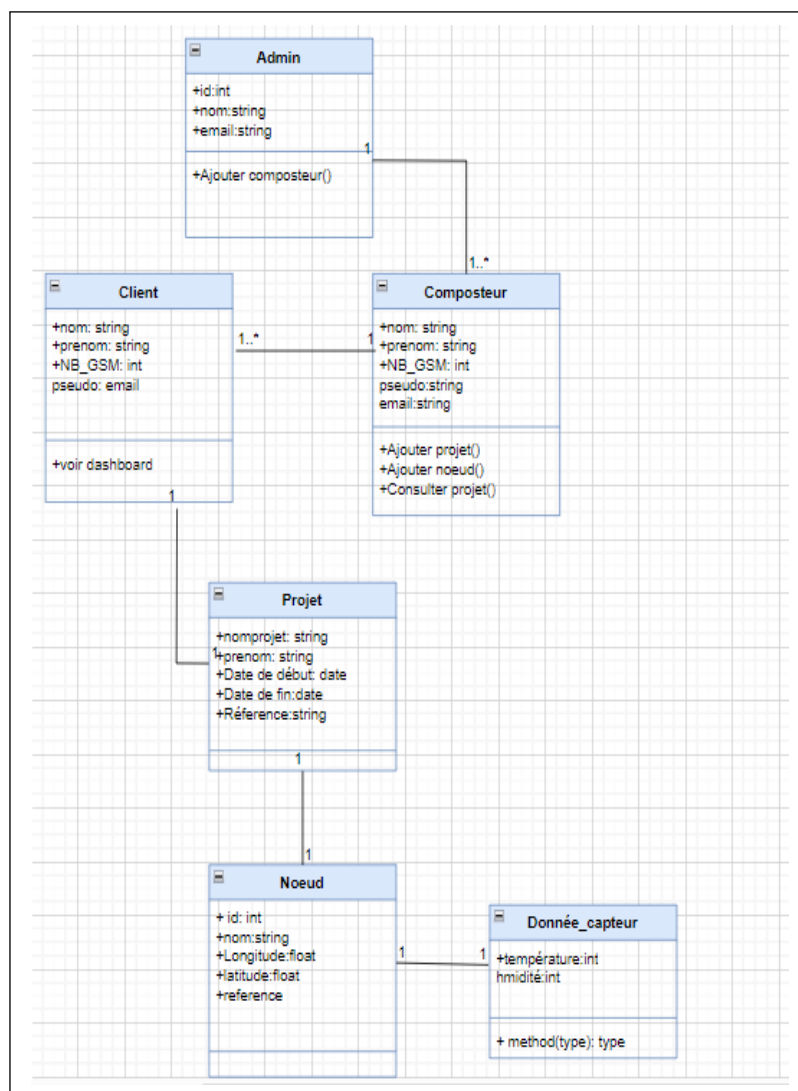 Admin
+id:int
+nom:string
+email:string
1
+Ajouter composteur()
1..*
Client
+nom: string
+prenom: string
+NB_GSM: int
pseudo: email
+voir dashboard
1
1..*
1
Composteur
+nom: string
+prenom: string
+NB_GSM: int
pseudo:string
email:string
+Ajouter projet()
+Ajouter noeud()
+Consulter projet()
Projet
+nomprojet: string
1
+prenom: string
+Date de début: date
+Date de fin:date
+Réference:string
1
1
Noeud
+ id: int
+nom:string
+Longitude:float
+latitude:float
+reference
1
1
Donnée_capteur
+température:int
hmidité:int
+ method(type): type